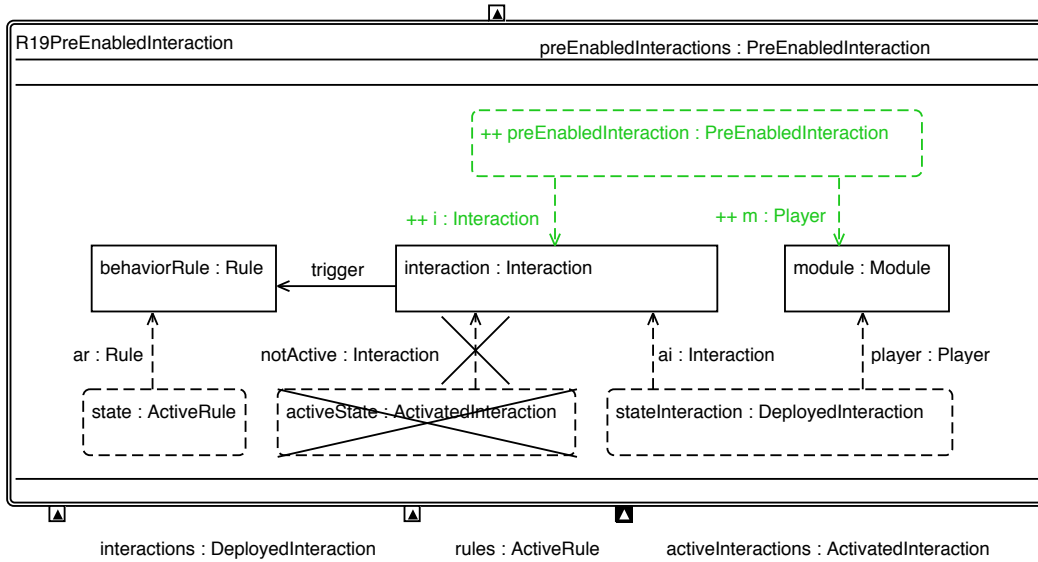 R19PreEnabledInteraction
preEnabledInteractions : PreEnabledInteraction
++ preEnabledInteraction : PreEnabledInteraction
++ i : Interaction
++ m : Player
behaviorRule : Rule
trigger
interaction : Interaction
module : Module
ar : Rule
notActive : Interaction
ai : Interaction
player : Player
state : ActiveRule
activeState : ActivatedInteraction
stateInteraction : DeployedInteraction
interactions : DeployedInteraction
rules : ActiveRule
activeInteractions : ActivatedInteraction